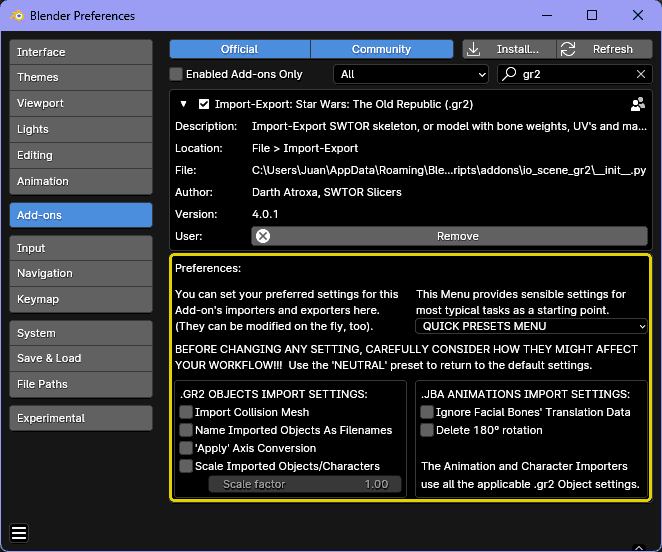 Blender Preferences
Interface
Themes
Viewport
Lights
Editing
Animation
Add-ons
Input
Navigation
Keymap
System
Save & Load
File Paths
Experimental
Official
Community
Install...
Refresh
Enabled Add-ons Only
All
gr2
Import-Export: Star Wars: The Old Republic (.gr2)
Description: Import-Export SWTOR skeleton, or model with bone weights, UV's and ma...
Location: File > Import-Export
File: C:\Users\Juan\AppData\Roaming\Ble...ripts\addons\io_scene_gr2\__init__.py
Author: Darth Atroxa, SWTOR Slicers
Version: 4.0.1
User: Remove
Preferences:
You can set your preferred settings for this
Add-on's importers and exporters here.
(They can be modified on the fly, too).
This Menu provides sensible settings for
most typical tasks as a starting point.
QUICK PRESETS MENU
BEFORE CHANGING ANY SETTING, CAREFULLY CONSIDER HOW THEY MIGHT AFFECT
YOUR WORKFLOW!!! Use the 'NEUTRAL' preset to return to the default settings.
.GR2 OBJECTS IMPORT SETTINGS:
Import Collision Mesh
Name Imported Objects As Filenames
'Apply' Axis Conversion
Scale Imported Objects/Characters
Scale factor 1.00
.JBA ANIMATIONS IMPORT SETTINGS:
Ignore Facial Bones' Translation Data
Delete 180º rotation
The Animation and Character Importers
use all the applicable .gr2 Object settings.